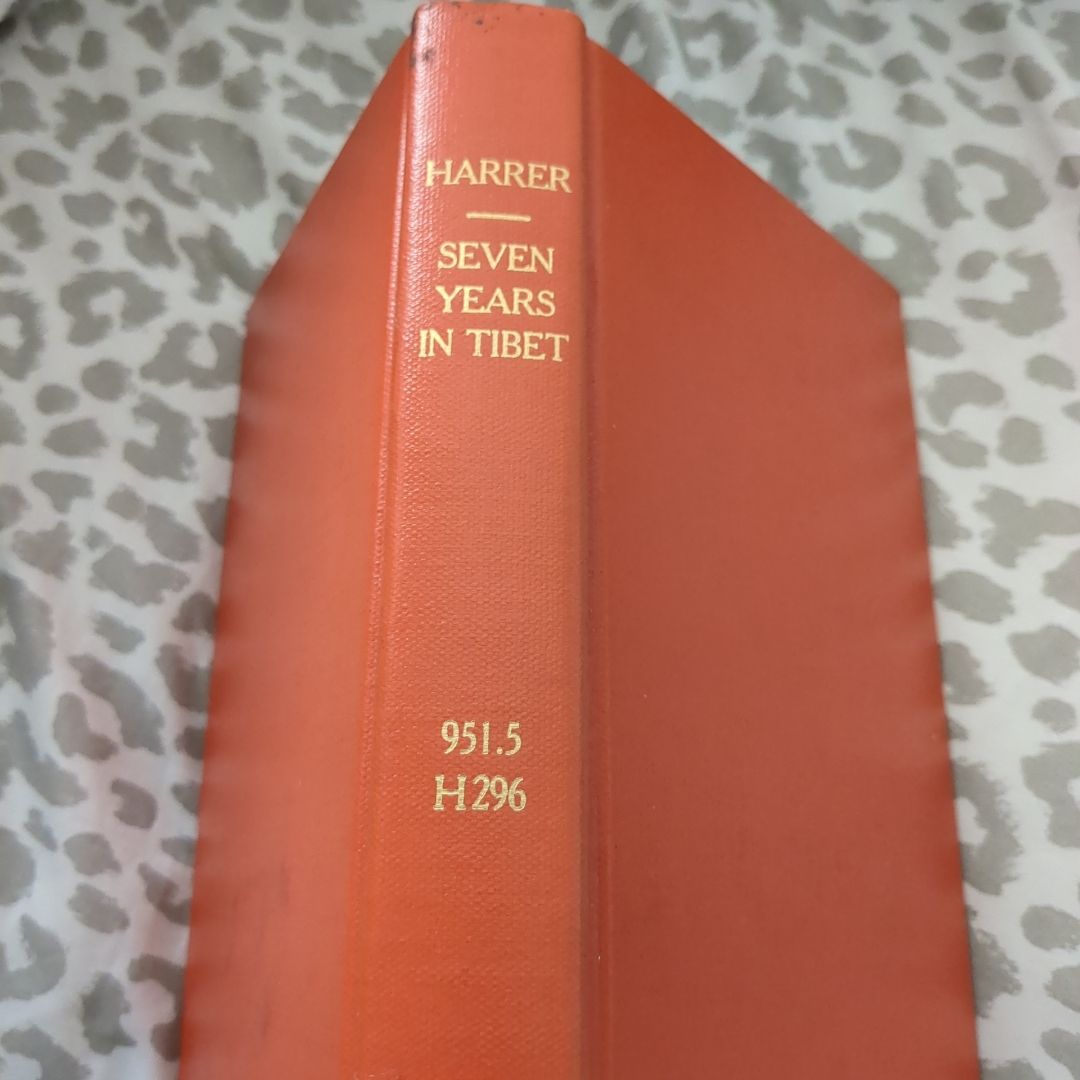 HARRER
SEVEN
YEARS
IN TIBET
951.5
H296